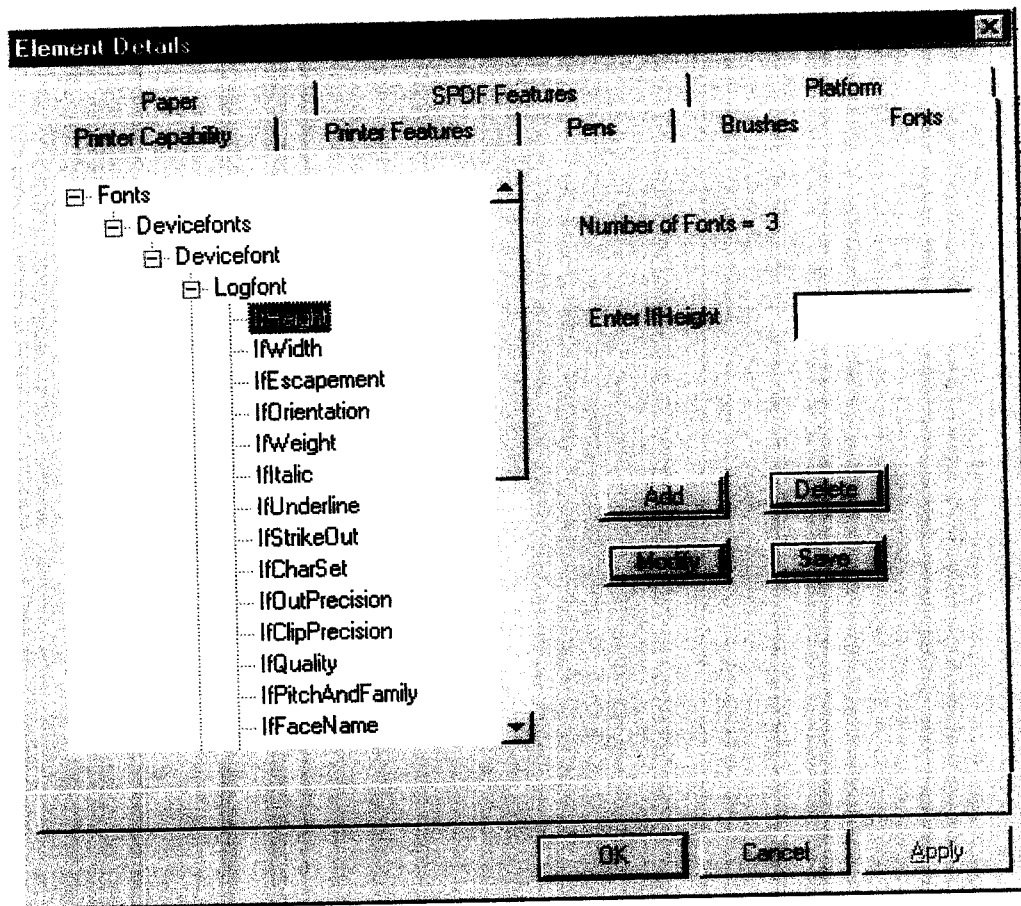 Element Details
Paper SPDF Features Platform
Printer Capability Printer Features Pens Brushes Fonts
Fonts
Devicefonts
Devicefont
Logfont
lfHeight
lfWidth
lfEscapement
lfOrientation
lfWeight
lfItalic
lfUnderline
lfStrikeOut
lfCharSet
lfOutPrecision
lfClipPrecision
lfQuality
lfPitchAndFamily
lfFaceName
Number of Fonts = 3
Enter lfHeight
Add Delete
Modify Save
OK Cancel Apply